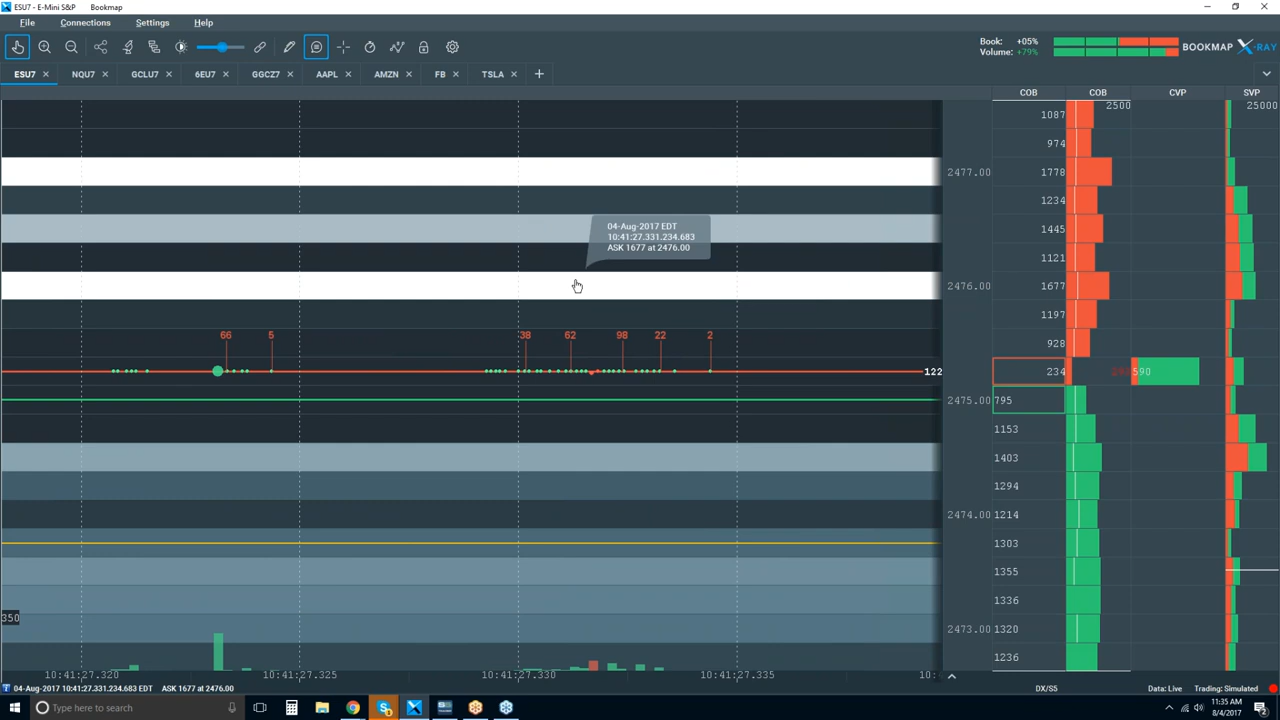 ESU7 - E-Mini S&P Bookmap
File Connections Settings Help
Book: +05%
Volume: +79%
BOOKMAP X-RAY
ESU7 NQU7 GCLU7 6EU7 GGCZ7 AAPL AMZN FB TSLA
COB COB CVP SVP
2500 25000
1087
974
2477.00 1778
1234
04-Aug-2017 EDT
10:41:27.331.234.683
ASK 1677 at 2476.00
1445
1121
2476.00 1677
1197
66 5 38 62 98 22 2
928
122 234 590
2475.00 795
1153
1403
1294
2474.00 1214
1303
1355
1336
350
2473.00 1320
1236
10:41:27.320 10:41:27.325 10:41:27.330 10:41:27.335
04-Aug-2017 10:41:27.331.234.683 EDT ASK 1677 at 2476.00
DX/S5 Data: Live Trading: Simulated
Type here to search
11:35 AM
8/4/2017
2